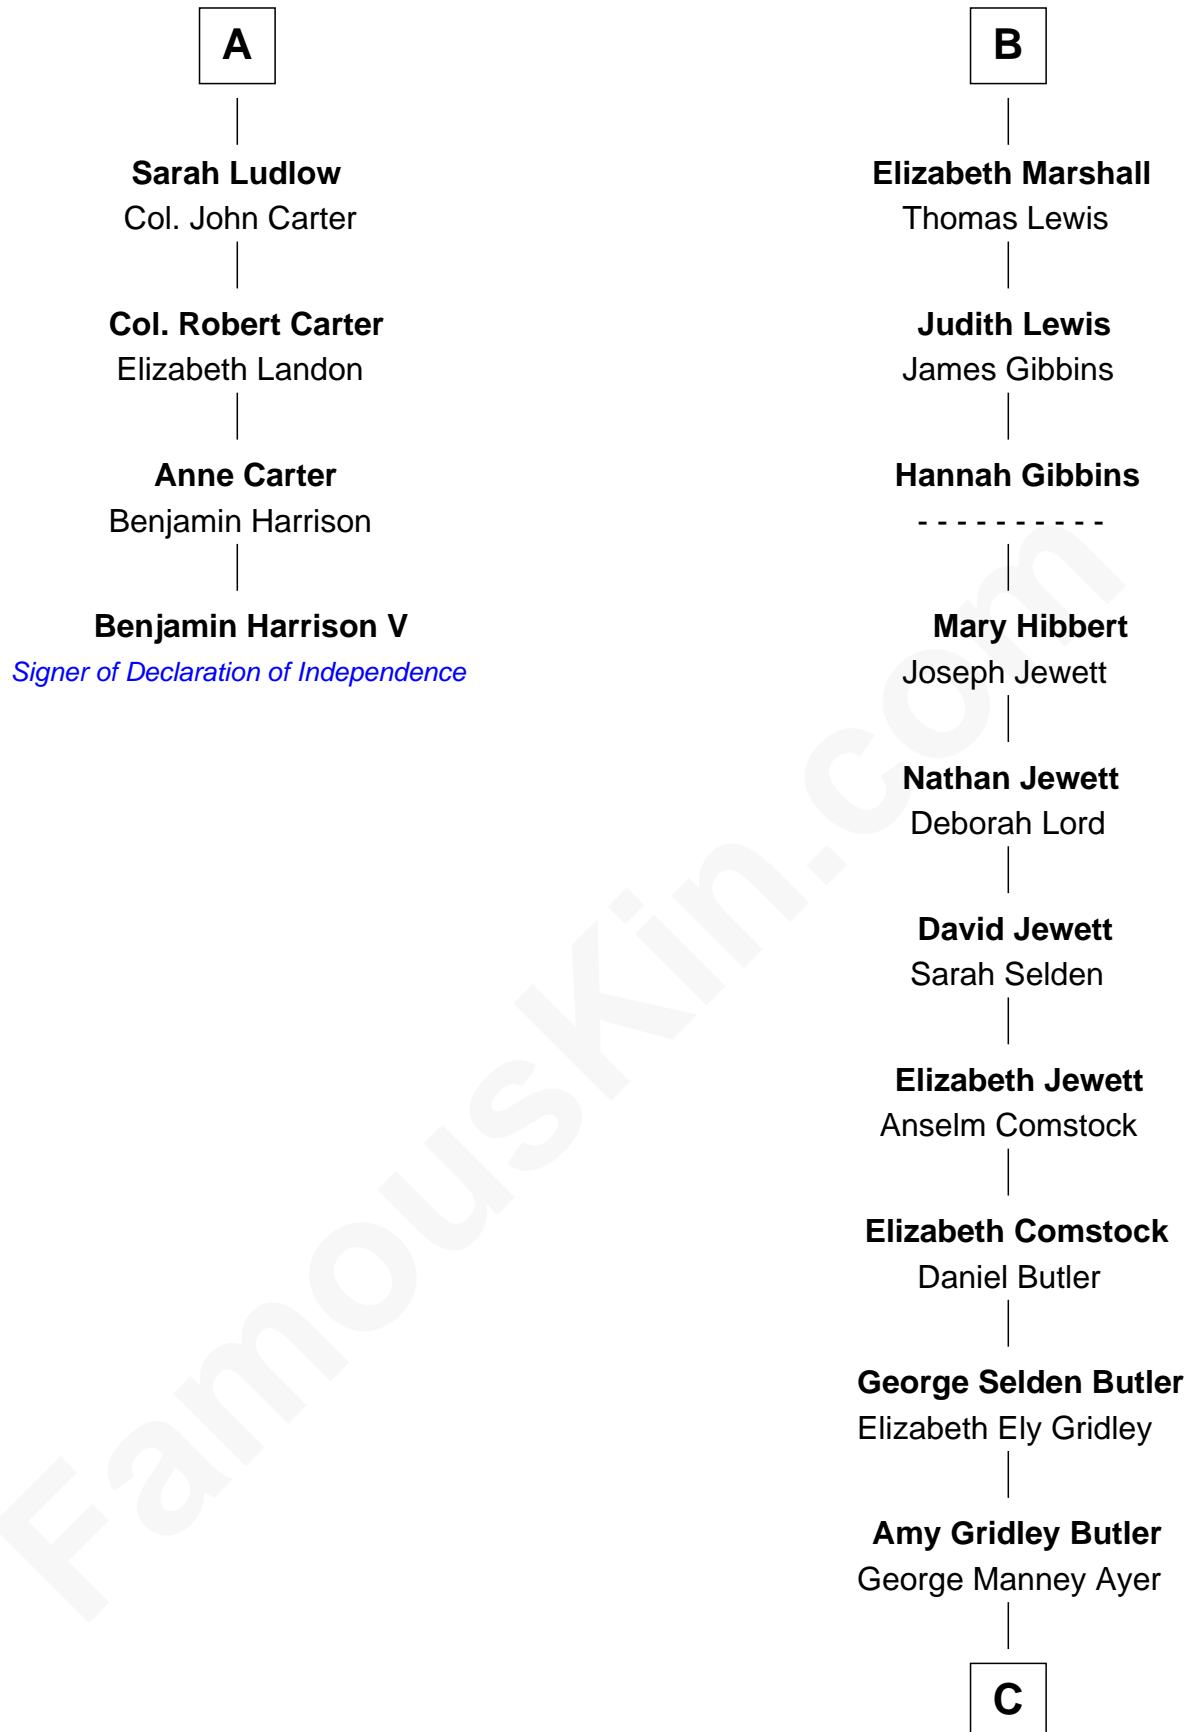 A
Sarah Ludlow
Col. John Carter
Col. Robert Carter
Elizabeth Landon
Anne Carter
Benjamin Harrison
Benjamin Harrison V
Signer of Declaration of Independence
B
Elizabeth Marshall
Thomas Lewis
Judith Lewis
James Gibbins
Hannah Gibbins
- - - - - - - - - -
Mary Hibbert
Joseph Jewett
Nathan Jewett
Deborah Lord
David Jewett
Sarah Selden
Elizabeth Jewett
Anselm Comstock
Elizabeth Comstock
Daniel Butler
George Selden Butler
Elizabeth Ely Gridley
Amy Gridley Butler
George Manney Ayer
C
FamousKin.com